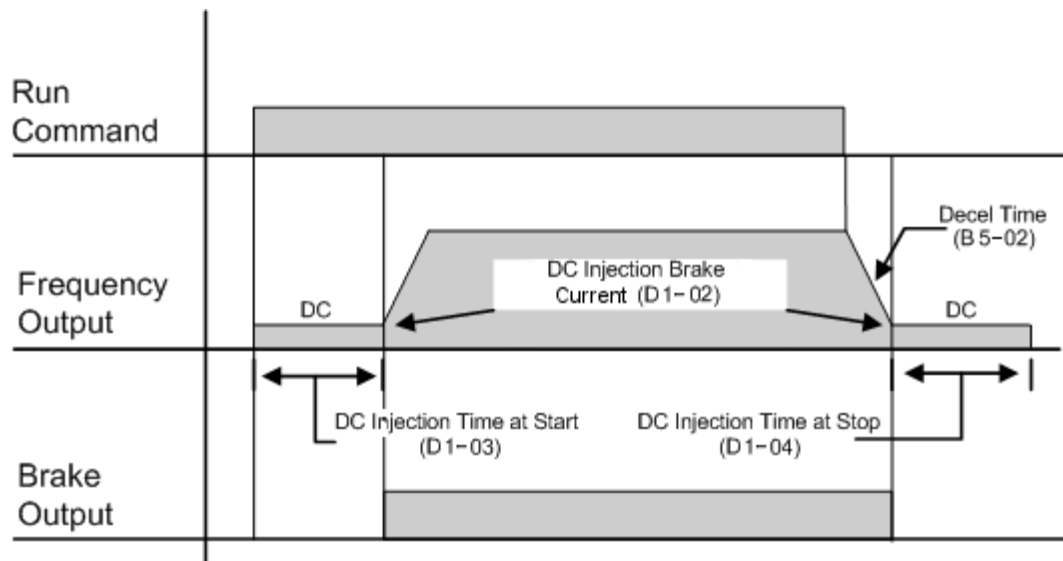 Run
Command
Decel Time
(B5-02)
DC Injection Brake
Current (D1-02)
Frequency
Output
DC
DC
DC Injection Time at Start
(D1-03)
DC Injection Time at Stop
(D1-04)
Brake
Output